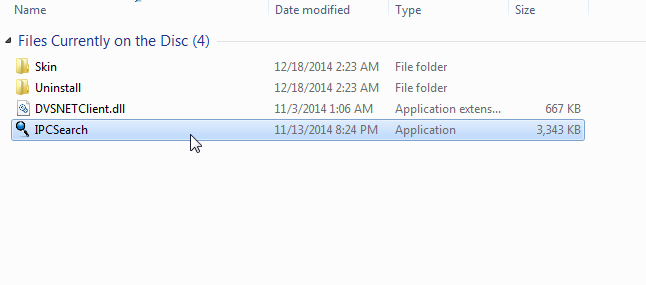 Name Date modified Type Size
Files Currently on the Disc (4)
Skin 12/18/2014 2:23 AM File folder
Uninstall 12/18/2014 2:23 AM File folder
DVSNETClient.dll 11/3/2014 1:06 AM Application extens... 667 KB
IPCSearch 11/13/2014 8:24 PM Application 3,343 KB